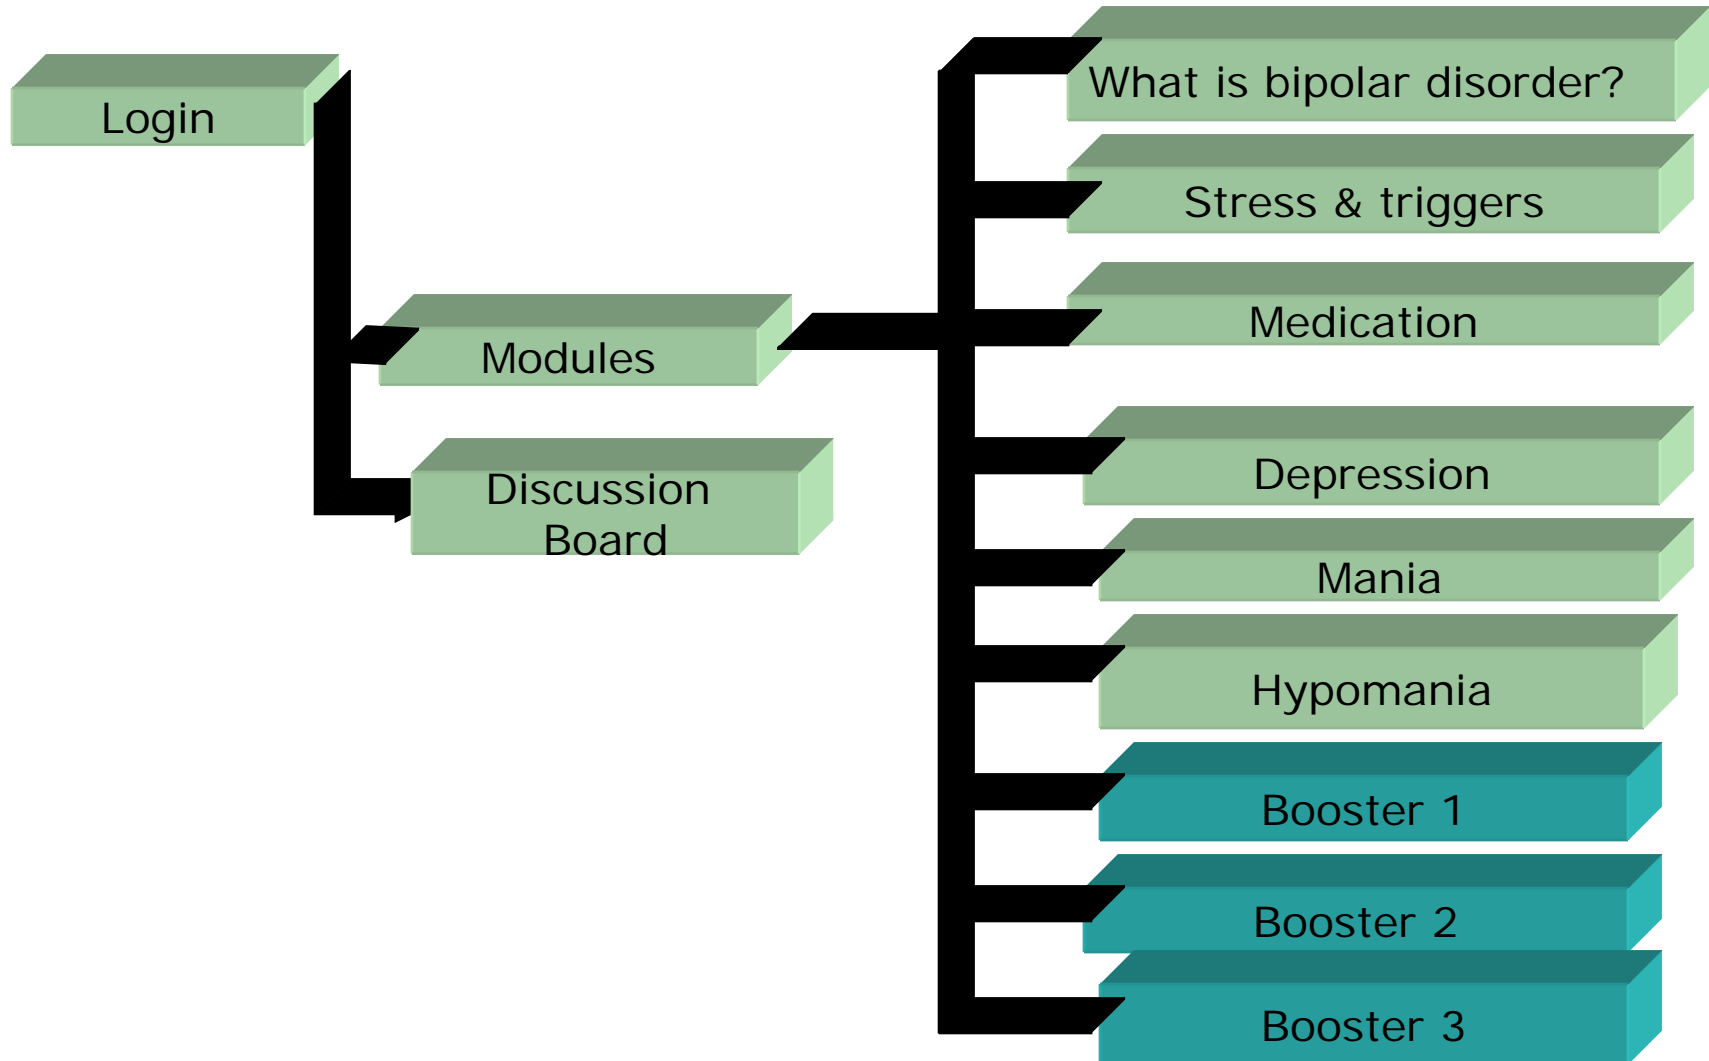 Login
Modules
Discussion
Board
What is bipolar disorder?
Stress & triggers
Medication
Depression
Mania
Hypomania
Booster 1
Booster 2
Booster 3